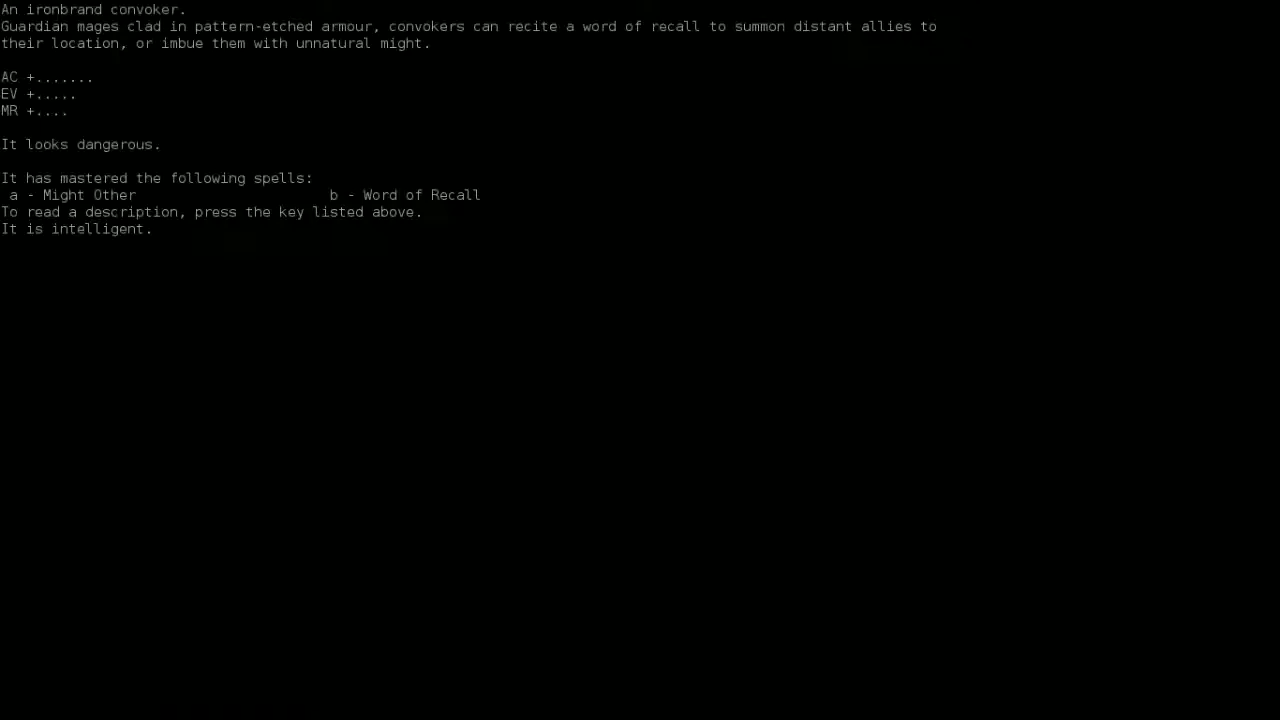 An ironbrand convoker.
Guardian mages clad in pattern-etched armour, convokers can recite a word of recall to summon distant allies to
their location, or imbue them with unnatural might.
AC +.......
EV +.....
MR +....
It looks dangerous.
It has mastered the following spells:
a - Might Other b - Word of Recall
To read a description, press the key listed above.
It is intelligent.